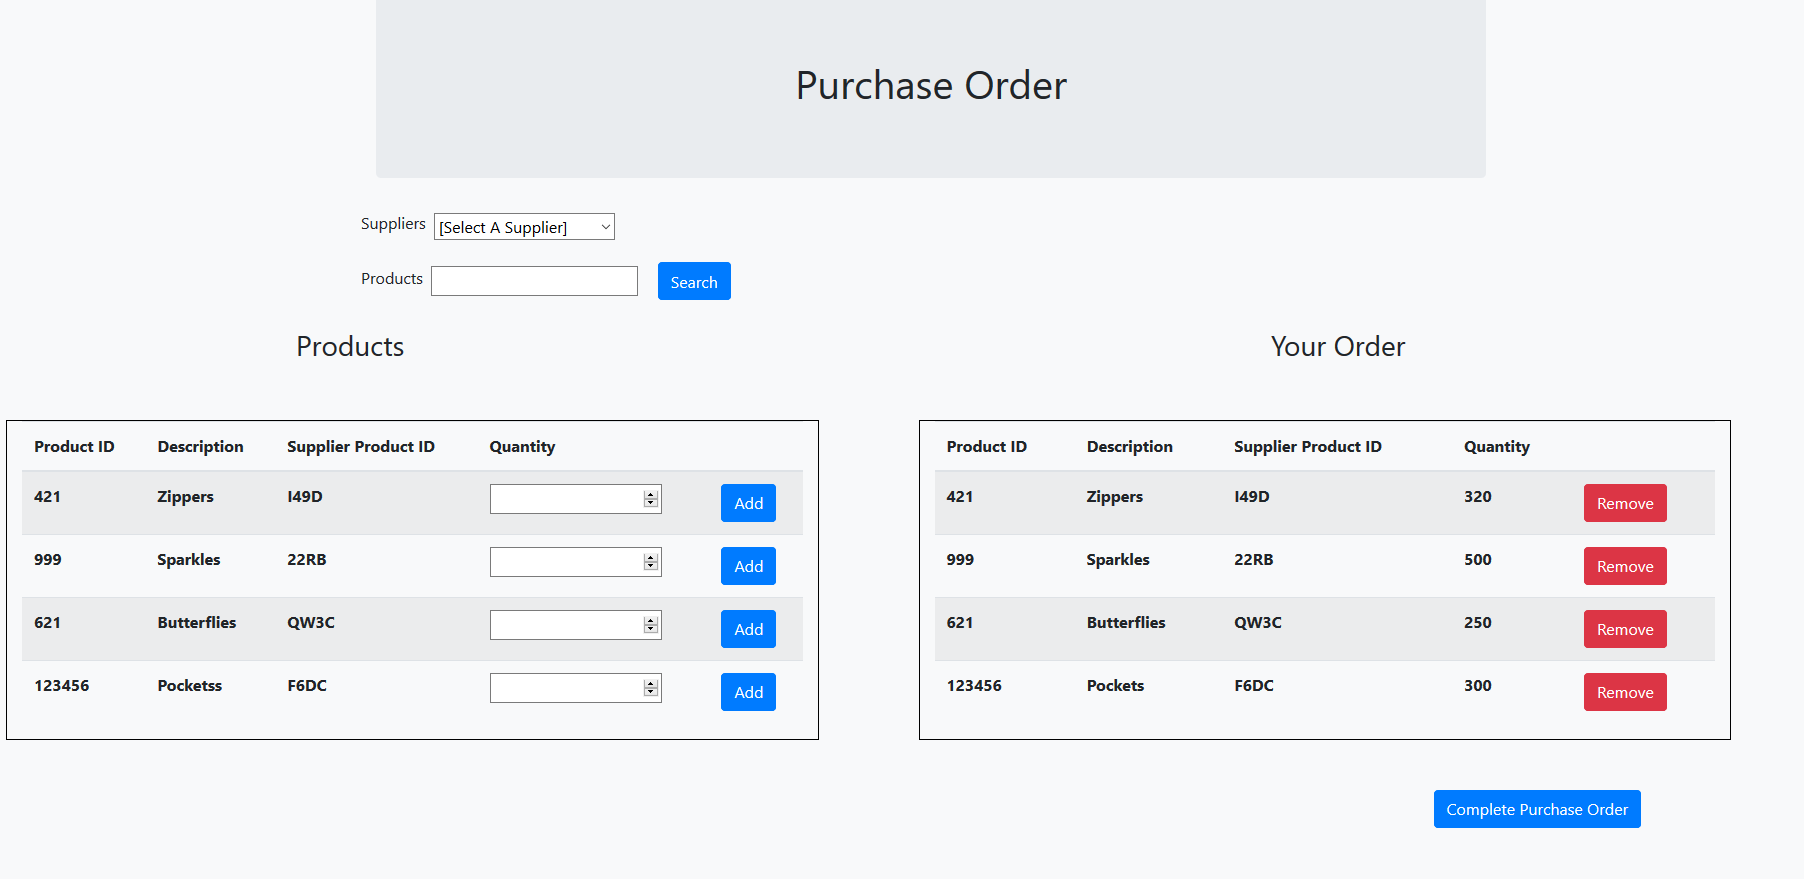 Purchase Order
Suppliers [Select A Supplier]
Products Search
Products
Product ID Description Supplier Product ID Quantity
421 Zippers I49D Add
999 Sparkles 22RB Add
621 Butterflies QW3C Add
123456 Pocketss F6DC Add
Your Order
Product ID Description Supplier Product ID Quantity
421 Zippers I49D 320 Remove
999 Sparkles 22RB 500 Remove
621 Butterflies QW3C 250 Remove
123456 Pockets F6DC 300 Remove
Complete Purchase Order